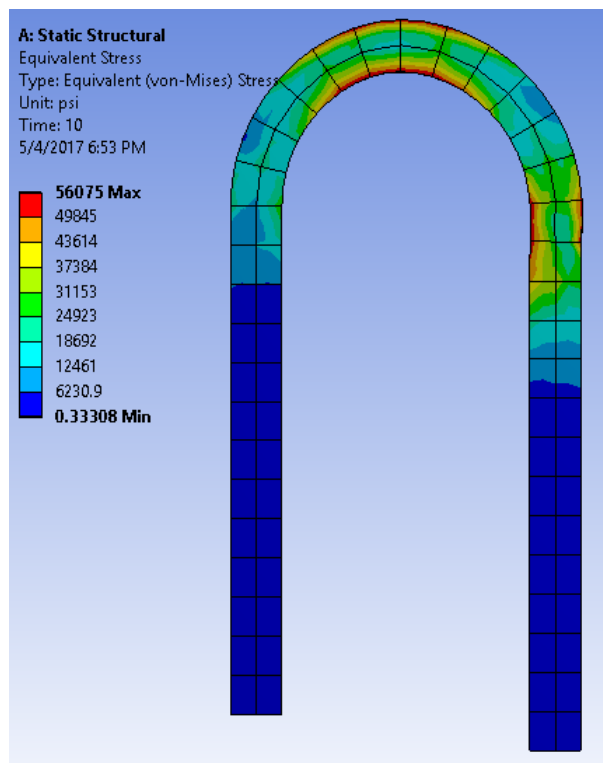 A: Static Structural
Equivalent Stress
Type: Equivalent (von-Mises) Stress
Unit: psi
Time: 10
5/4/2017 6:53 PM
56075 Max
49845
43614
37384
31153
24923
18692
12461
6230.9
0.33308 Min